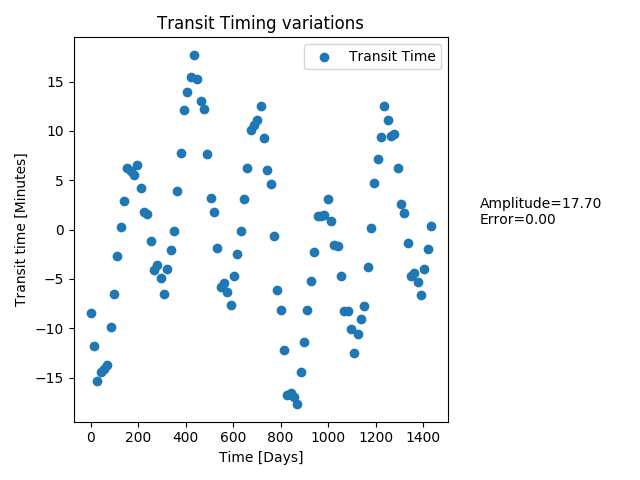 Transit Timing variations
Transit Time
Transit time [Minutes]
15
10
5
0
−5
−10
−15
0 200 400 600 800 1000 1200 1400
Time [Days]
Amplitude=17.70
Error=0.00